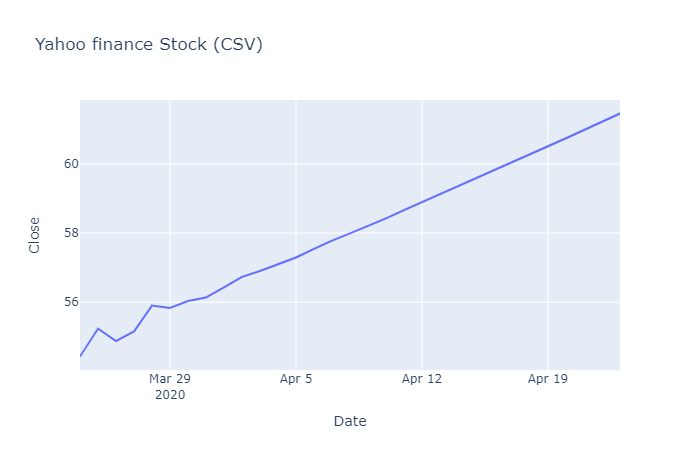 Yahoo finance Stock (CSV)
Close
60
58
56
Mar 29
2020
Apr 5
Apr 12
Apr 19
Date